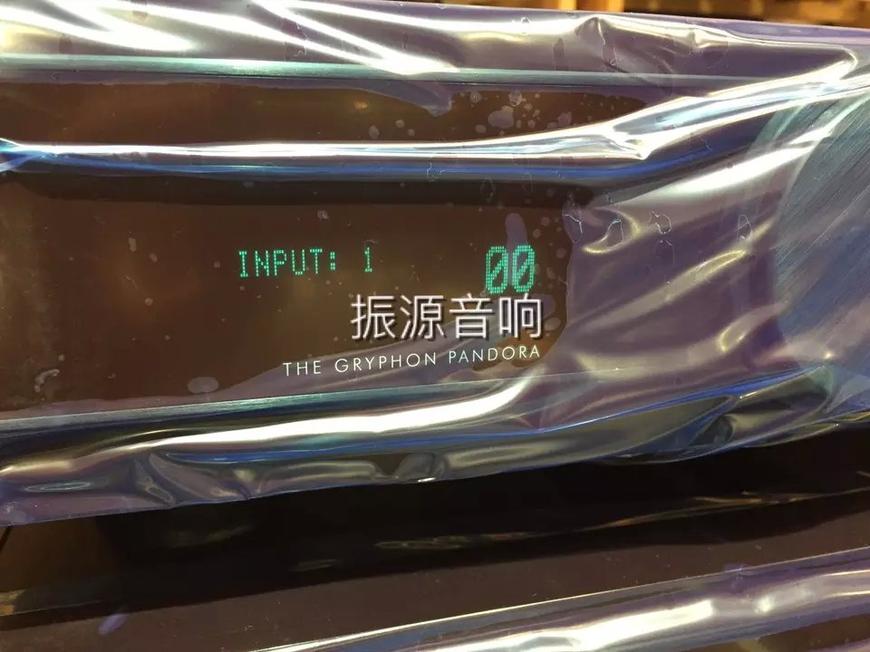 INPUT: 1 00
振源音响
THE GRYPHON PANDORA